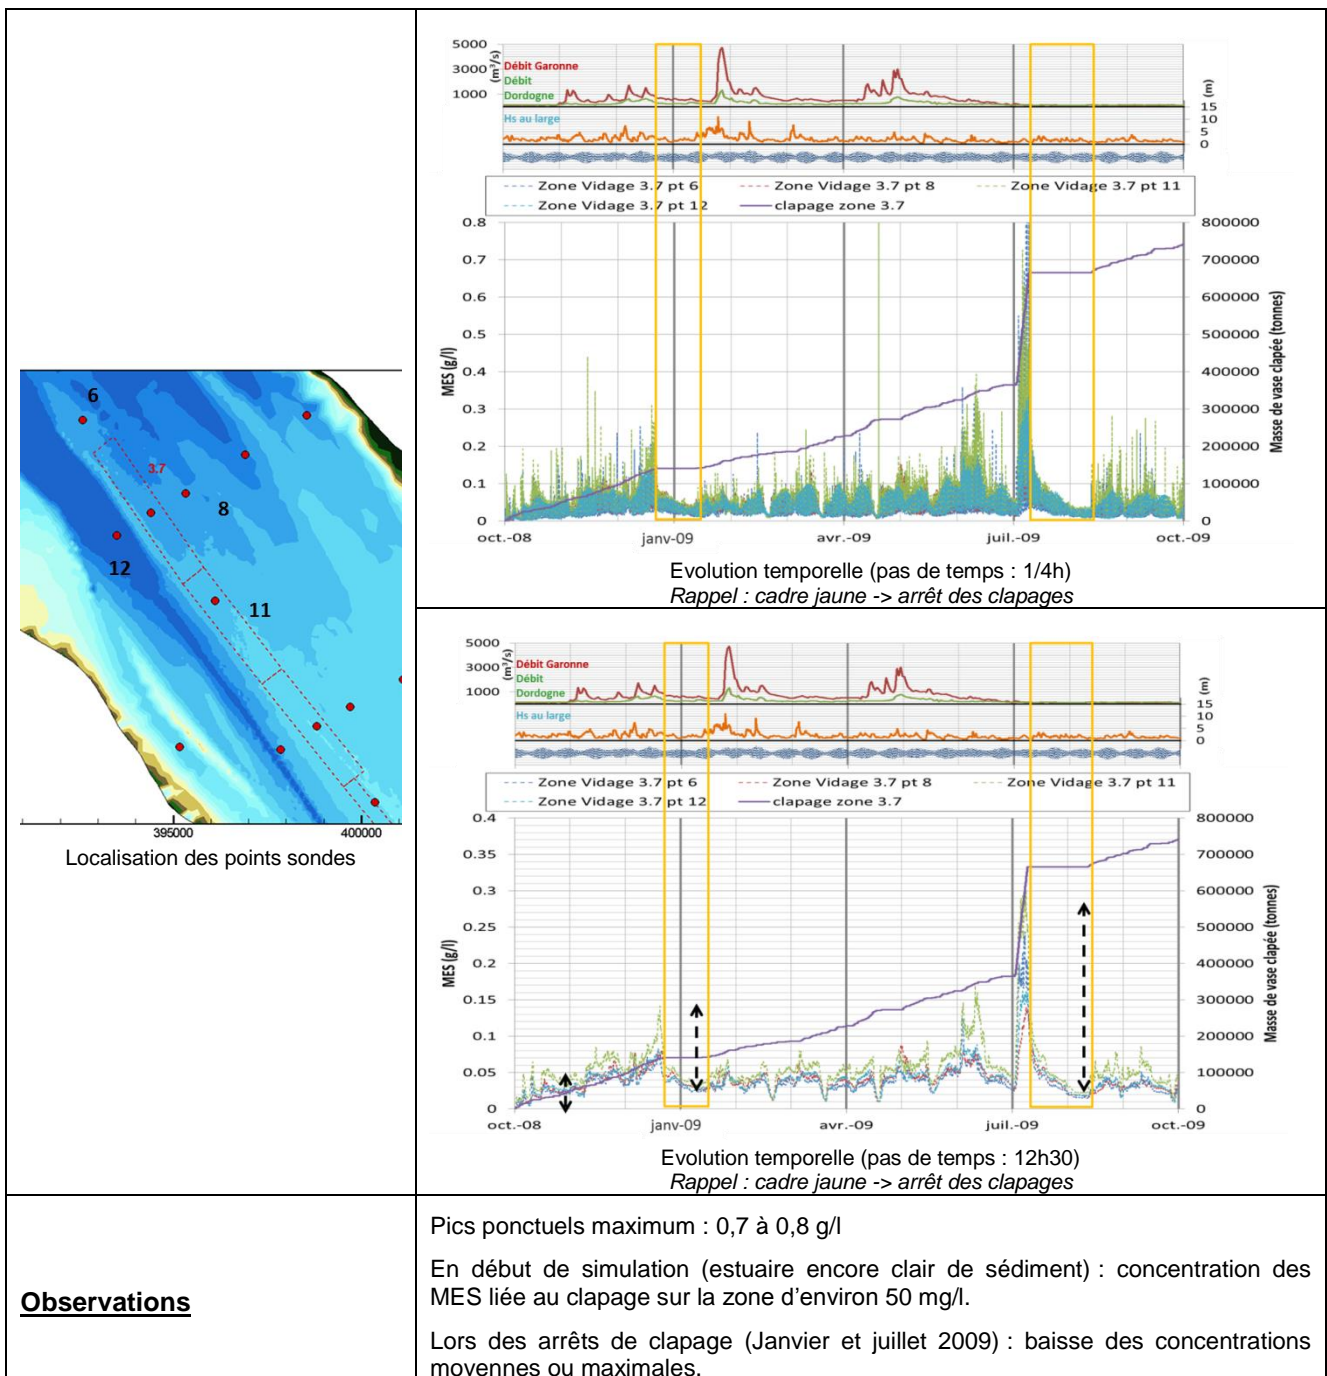 6
3.7
8
12
11
395000
400000
Localisation des points sondes
5000
3000
1000
(m³/s)
Débit Garonne
Débit
Dordogne
Hs au large
(m)
15
10
5
0
Zone Vidage 3.7 pt 6
Zone Vidage 3.7 pt 8
Zone Vidage 3.7 pt 11
Zone Vidage 3.7 pt 12
clapage zone 3.7
0.8
0.7
0.6
0.5
0.4
0.3
0.2
0.1
0
MES (g/l)
800000
700000
600000
500000
400000
300000
200000
100000
0
Masse de vase clapée (tonnes)
oct.-08
janv-09
avr.-09
juil.-09
oct.-09
Evolution temporelle (pas de temps : 1/4h)
Rappel : cadre jaune -> arrêt des clapages
5000
3000
1000
(m³/s)
Débit Garonne
Débit
Dordogne
Hs au large
(m)
15
10
5
0
Zone Vidage 3.7 pt 6
Zone Vidage 3.7 pt 8
Zone Vidage 3.7 pt 11
Zone Vidage 3.7 pt 12
clapage zone 3.7
0.4
0.35
0.3
0.25
0.2
0.15
0.1
0.05
0
MES (g/l)
800000
700000
600000
500000
400000
300000
200000
100000
0
Masse de vase clapée (tonnes)
oct.-08
janv-09
avr.-09
juil.-09
oct.-09
Evolution temporelle (pas de temps : 12h30)
Rappel : cadre jaune -> arrêt des clapages
Observations
Pics ponctuels maximum : 0,7 à 0,8 g/l
En début de simulation (estuaire encore clair de sédiment) : concentration des
MES liée au clapage sur la zone d'environ 50 mg/l.
Lors des arrêts de clapage (Janvier et juillet 2009) : baisse des concentrations
moyennes ou maximales.